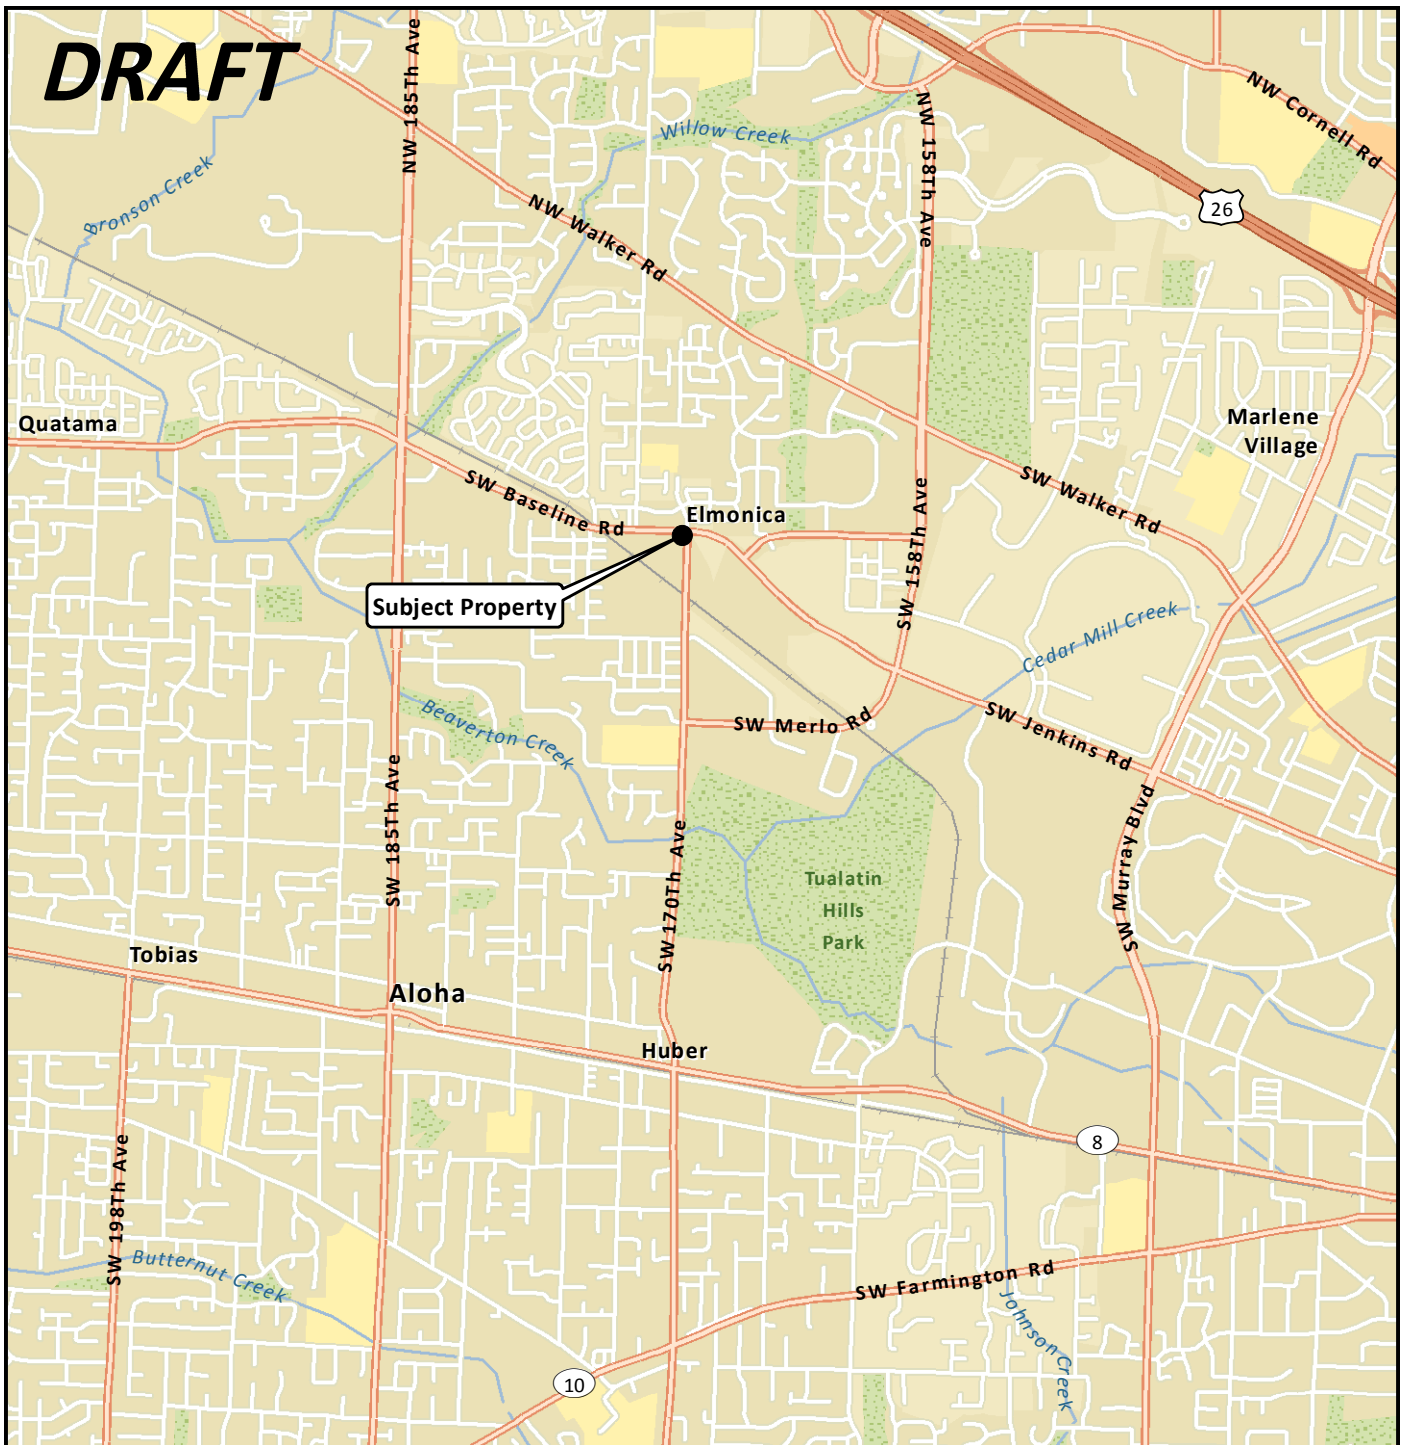 DRAFT
NW 185Th Ave
NW Cornell Rd
Willow Creek
NW 158Th Ave
Bronson Creek
26
NW Walker Rd
Quatama
Marlene
Village
SW Baseline Rd
SW Walker Rd
Elmonica
SW 158Th Ave
Subject Property
Cedar Mill Creek
Beaverton Creek
SW Merlo Rd
SW Jenkins Rd
SW 185Th Ave
SW 170Th Ave
SW Murray Blvd
Tualatin
Hills
Park
Tobias
Aloha
Huber
8
SW 198Th Ave
Butternut Creek
SW Farmington Rd
Johnson Creek
10